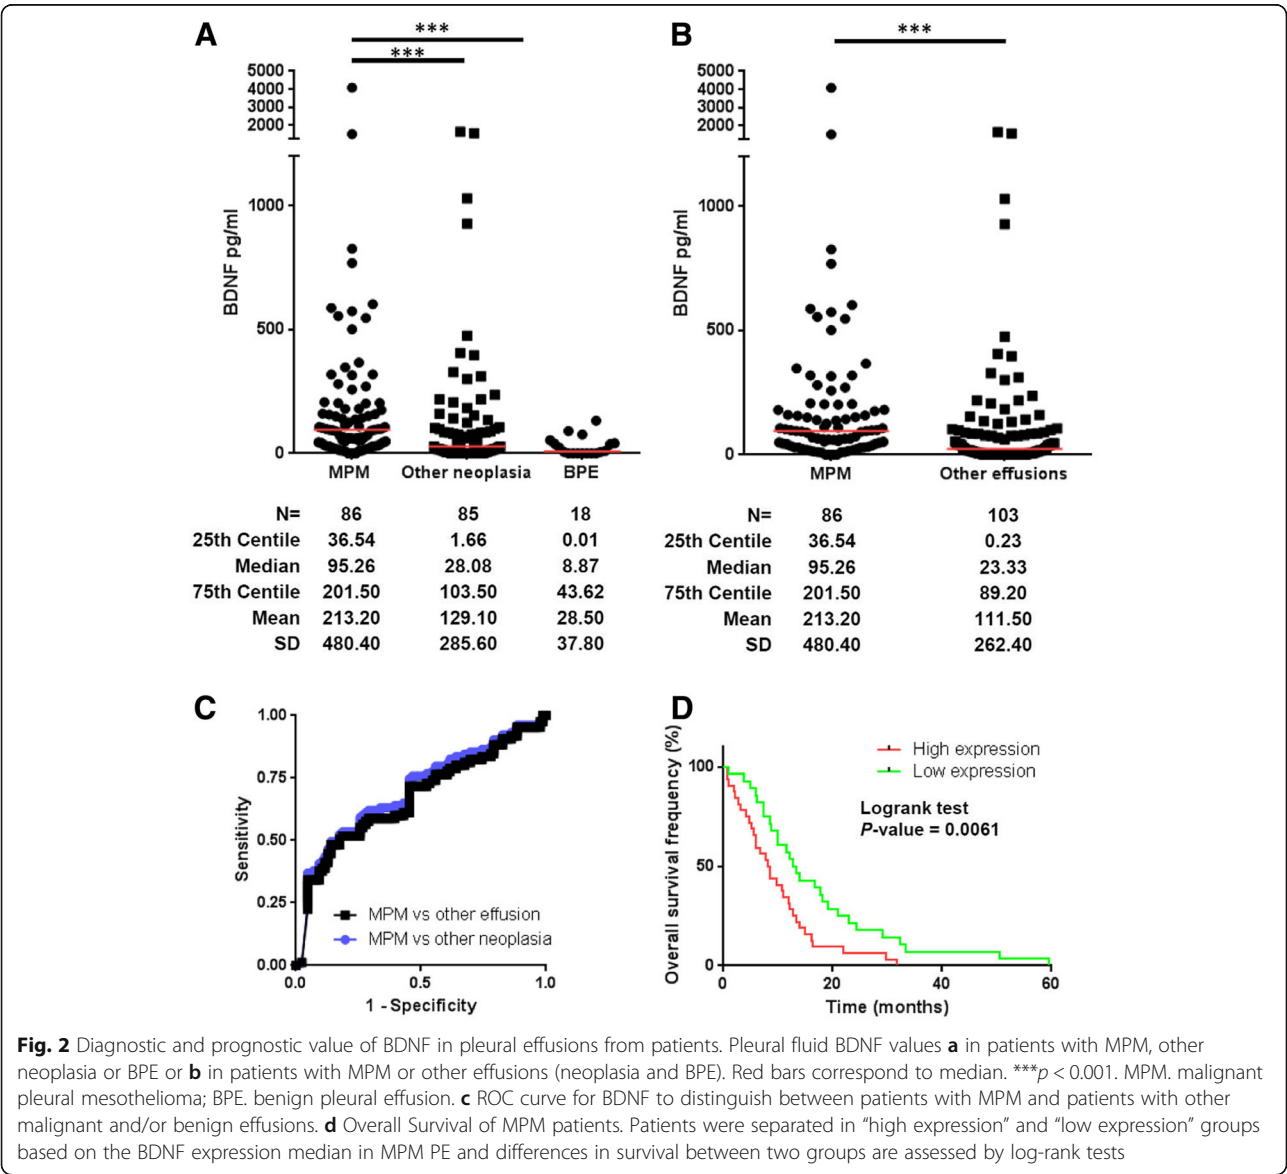 A
***
***
5000
4000
3000
2000
1000
500
0
BDNF pg/ml
MPM Other neoplasia BPE
N= 86 85 18
25th Centile 36.54 1.66 0.01
Median 95.26 28.08 8.87
75th Centile 201.50 103.50 43.62
Mean 213.20 129.10 28.50
SD 480.40 285.60 37.80
B
***
5000
4000
3000
2000
1000
500
0
BDNF pg/ml
MPM Other effusions
N= 86 103
25th Centile 36.54 0.23
Median 95.26 23.33
75th Centile 201.50 89.20
Mean 213.20 111.50
SD 480.40 262.40
C
1.00
0.75
0.50
0.25
0.00
Sensitivity
MPM vs other effusion
MPM vs other neoplasia
0.0 0.5 1.0
1 - Specificity
D
Overall survival frequency (%)
100
50
0
High expression
Low expression
Logrank test
P-value = 0.0061
0 20 40 60
Time (months)
Fig. 2 Diagnostic and prognostic value of BDNF in pleural effusions from patients. Pleural fluid BDNF values a in patients with MPM, other
neoplasia or BPE or b in patients with MPM or other effusions (neoplasia and BPE). Red bars correspond to median. ***p < 0.001. MPM. malignant
pleural mesothelioma; BPE. benign pleural effusion. c ROC curve for BDNF to distinguish between patients with MPM and patients with other
malignant and/or benign effusions. d Overall Survival of MPM patients. Patients were separated in “high expression” and “low expression” groups
based on the BDNF expression median in MPM PE and differences in survival between two groups are assessed by log-rank tests